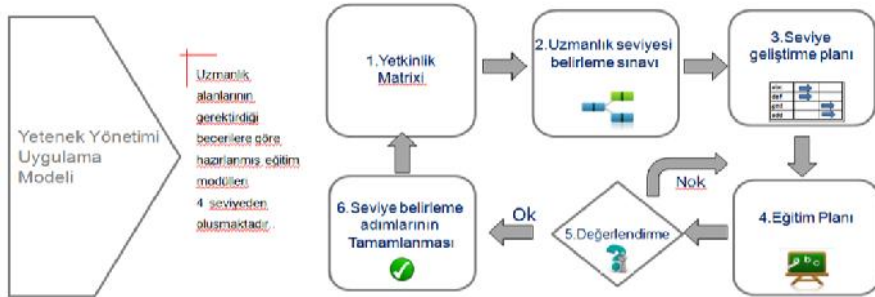 Yetenek Yönetimi
Uygulama
Modeli
Uzmanlık
alanlarının
gerektirdiği
becerilere göre
hazırlanmış eğitim
modülleri
4 seviyeden
oluşmaktadır..
1.Yetkinlik
Matrixi
2.Uzmanlık seviyesi
belirleme sınavı
3.Seviye
geliştirme planı
abc
def
Nok
4.Eğitim Planı
a b c
5.Değerlendirme
Ok
6.Seviye belirleme
adımlarının
Tamamlanması